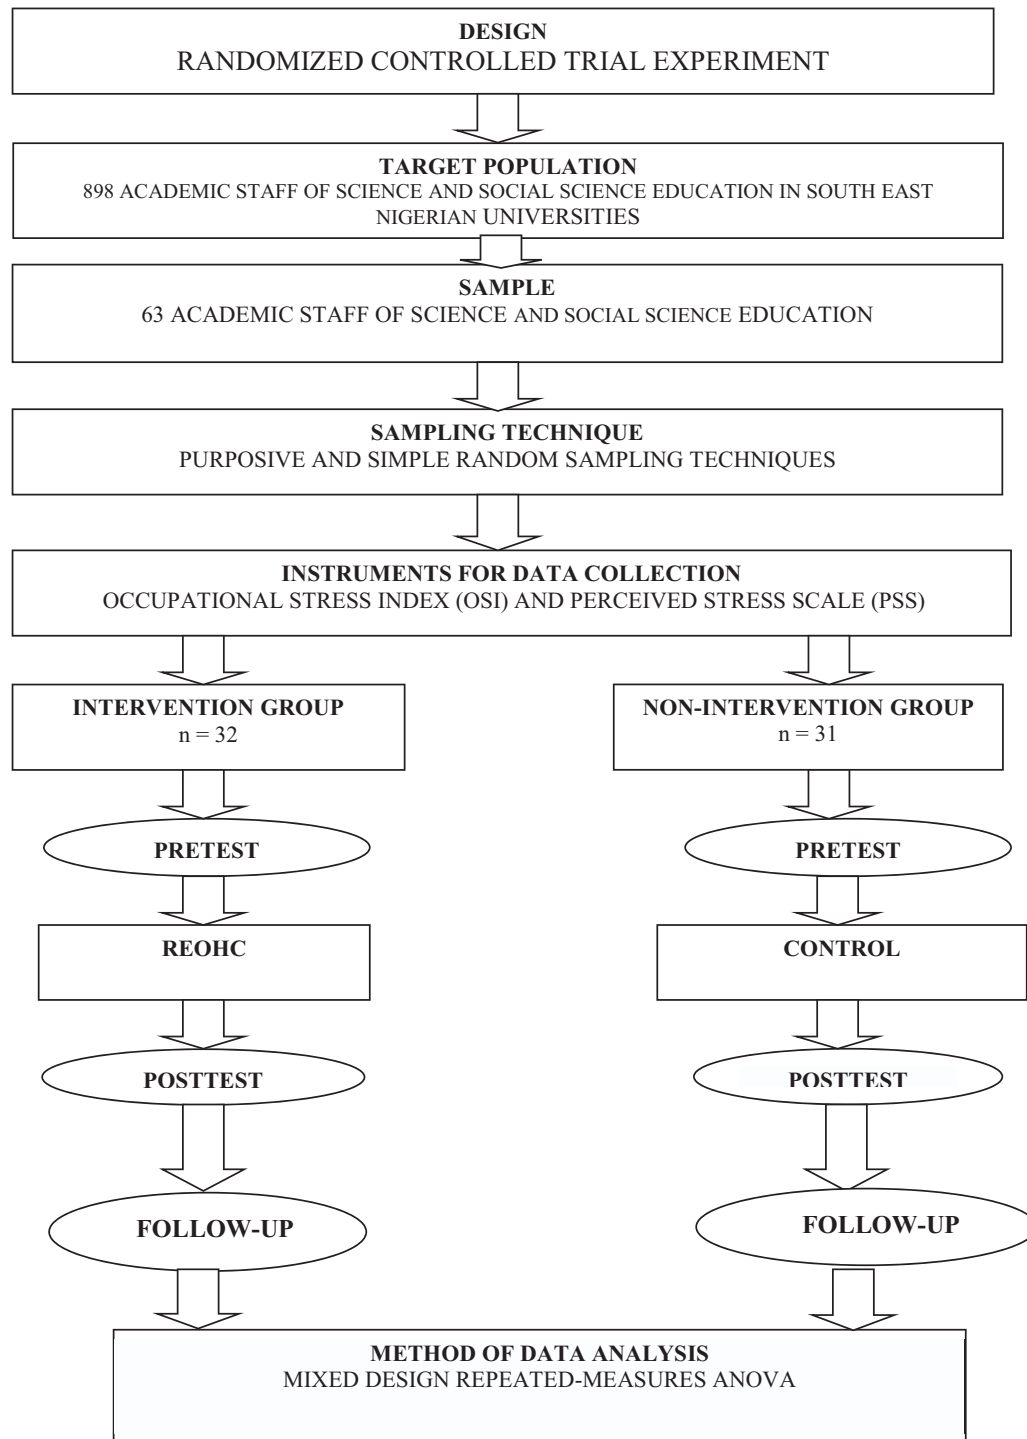 DESIGN
RANDOMIZED CONTROLLED TRIAL EXPERIMENT
TARGET POPULATION
898 ACADEMIC STAFF OF SCIENCE AND SOCIAL SCIENCE EDUCATION IN SOUTH EAST
NIGERIAN UNIVERSITIES
SAMPLE
63 ACADEMIC STAFF OF SCIENCE AND SOCIAL SCIENCE EDUCATION
SAMPLING TECHNIQUE
PURPOSIVE AND SIMPLE RANDOM SAMPLING TECHNIQUES
INSTRUMENTS FOR DATA COLLECTION
OCCUPATIONAL STRESS INDEX (OSI) AND PERCEIVED STRESS SCALE (PSS)
INTERVENTION GROUP
n = 32
NON-INTERVENTION GROUP
n = 31
PRETEST
PRETEST
REOHC
CONTROL
POSTTEST
POSTTEST
FOLLOW-UP
FOLLOW-UP
METHOD OF DATA ANALYSIS
MIXED DESIGN REPEATED-MEASURES ANOVA